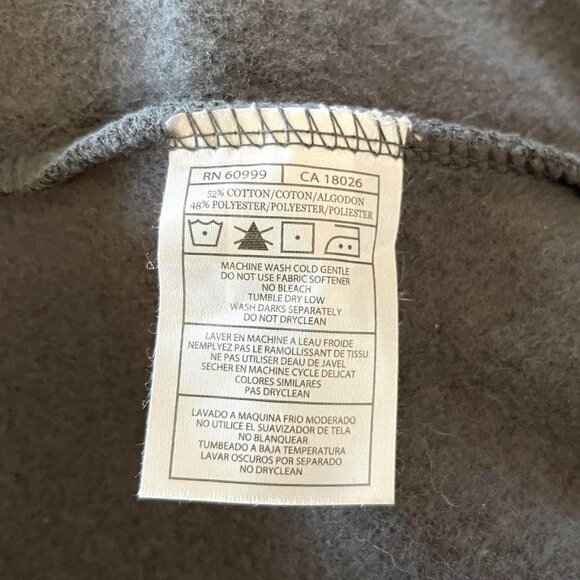 RN 60999 CA 18026
52% COTTON/COTON/ALGODON
48% POLYESTER/POLYESTER/POLIESTER
MACHINE WASH COLD GENTLE
DO NOT USE FABRIC SOFTENER
NO BLEACH
TUMBLE DRY LOW
WASH DARKS SEPARATELY
DO NOT DRYCLEAN
LAVER EN MACHINE A LEAU FROIDE
NEMPLYEZ PAS LE RAMOLLISSANT DE TISSU
NE PAS UTILISER DEAU DE JAVEL
SECHER EN MACHINE CYCLE DELICAT
COLORES SIMILARES
PAS DRYCLEAN
LAVADO A MAQUINA FRIO MODERADO
NO UTILICE EL SUAVIZADOR DE TELA
NO BLANQUEAR
TUMBEADO A BAJA TEMPERATURA
LAVAR OSCUROS POR SEPARADO
NO DRYCLEAN